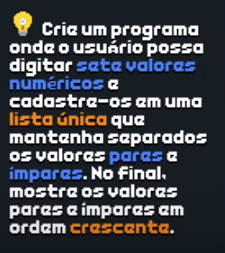 Crie um programa
onde o usuário possa
digitar sete valores
numéricos e
cadastre-os em uma
lista única que
mantenha separados
os valores pares e
ímpares. No final,
mostre os valores
pares e ímpares em
ordem crescente.